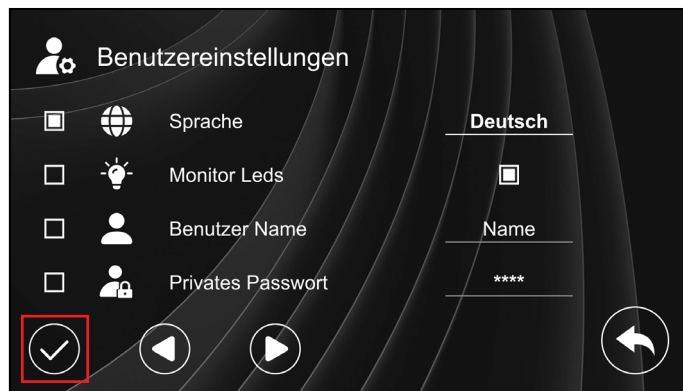 Benutzereinstellungen
Sprache Deutsch
Monitor Leds
Benutzer Name Name
Privates Passwort ****